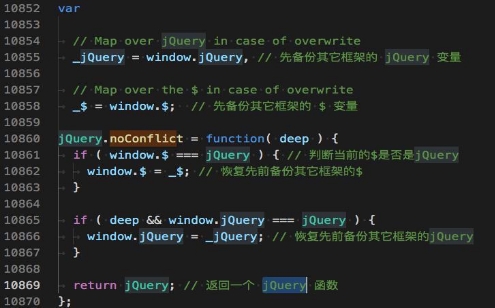 10852 var
10853
10854 // Map over jQuery in case of overwrite
10855 _jQuery = window.jQuery, // 先备份其它框架的 jQuery 变量
10856
10857 // Map over the $ in case of overwrite
10858 _$ = window.$; // 先备份其它框架的 $ 变量
10859
10860 jQuery.noConflict = function( deep ) {
10861 if ( window.$ === jQuery ) { // 判断当前的$是否是jQuery
10862 window.$ = _$; // 恢复先前备份其它框架的$
10863 }
10864
10865 if ( deep && window.jQuery === jQuery ) {
10866 window.jQuery = _jQuery; // 恢复先前备份其它框架的jQuery
10867 }
10868
10869 return jQuery; // 返回一个 jQuery 函数
10870 };